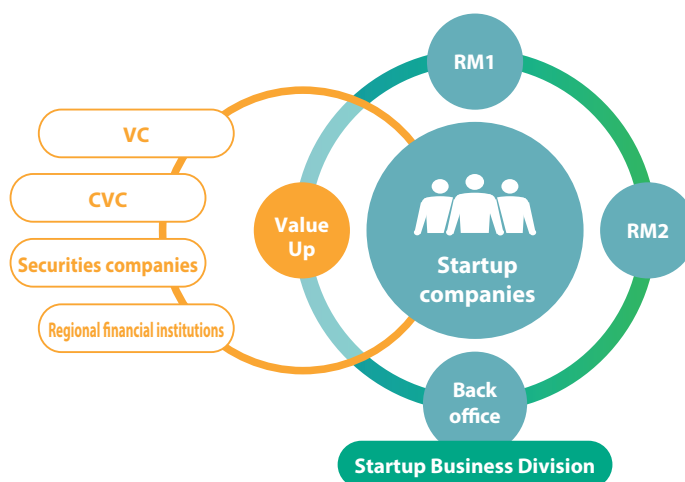 RM1
VC
CVC
Securities companies
Regional financial institutions
Value
Up
Startup
companies
RM2
Back
office
Startup Business Division